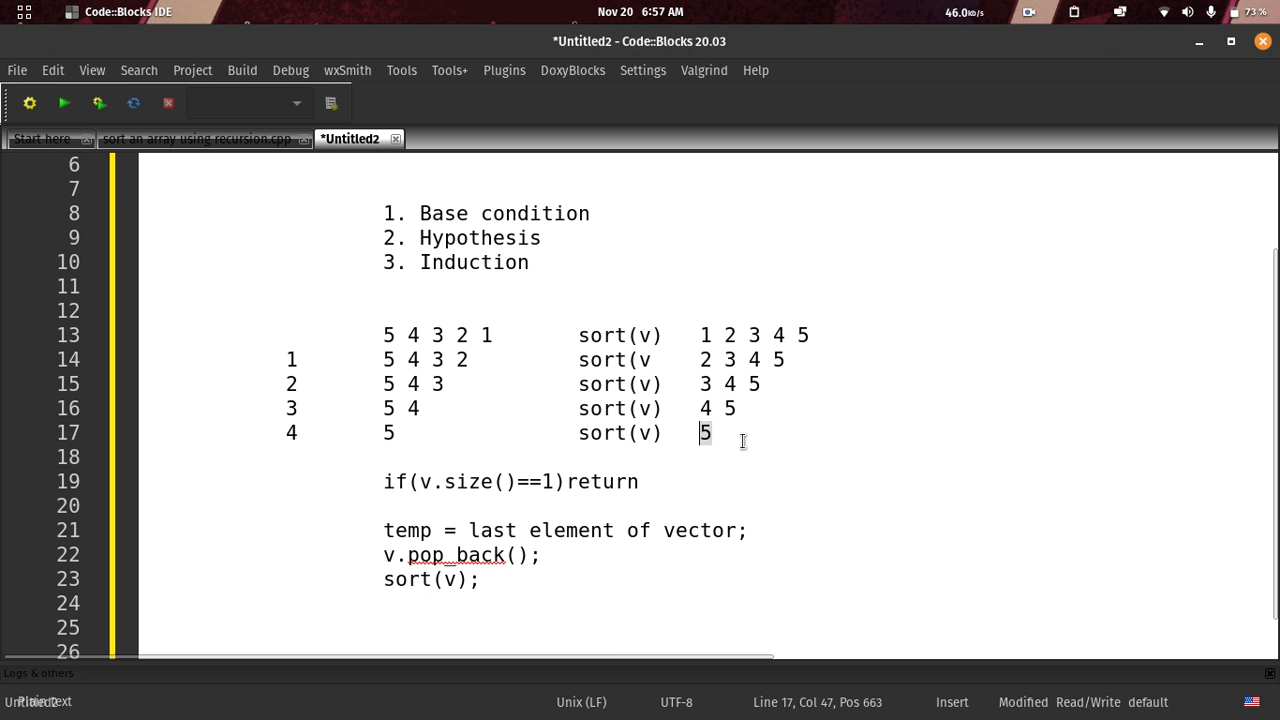 Code::Blocks IDE
Nov 20 6:57 AM
46.0kb/s
73 %
*Untitled2 - Code::Blocks 20.03
File Edit View Search Project Build Debug wxSmith Tools Tools+ Plugins DoxyBlocks Settings Valgrind Help
Start here sort an array using recursion.cpp *Untitled2
6
7
8 1. Base condition
9 2. Hypothesis
10 3. Induction
11
12
13 5 4 3 2 1 sort(v) 1 2 3 4 5
14 1 5 4 3 2 sort(v 2 3 4 5
15 2 5 4 3 sort(v) 3 4 5
16 3 5 4 sort(v) 4 5
17 4 5 sort(v) 5
18
19 if(v.size()==1)return
20
21 temp = last element of vector;
22 v.pop_back();
23 sort(v);
24
25
26
Logs & others
Untitled2 Plain text Unix (LF) UTF-8 Line 17, Col 47, Pos 663 Insert Modified Read/Write default